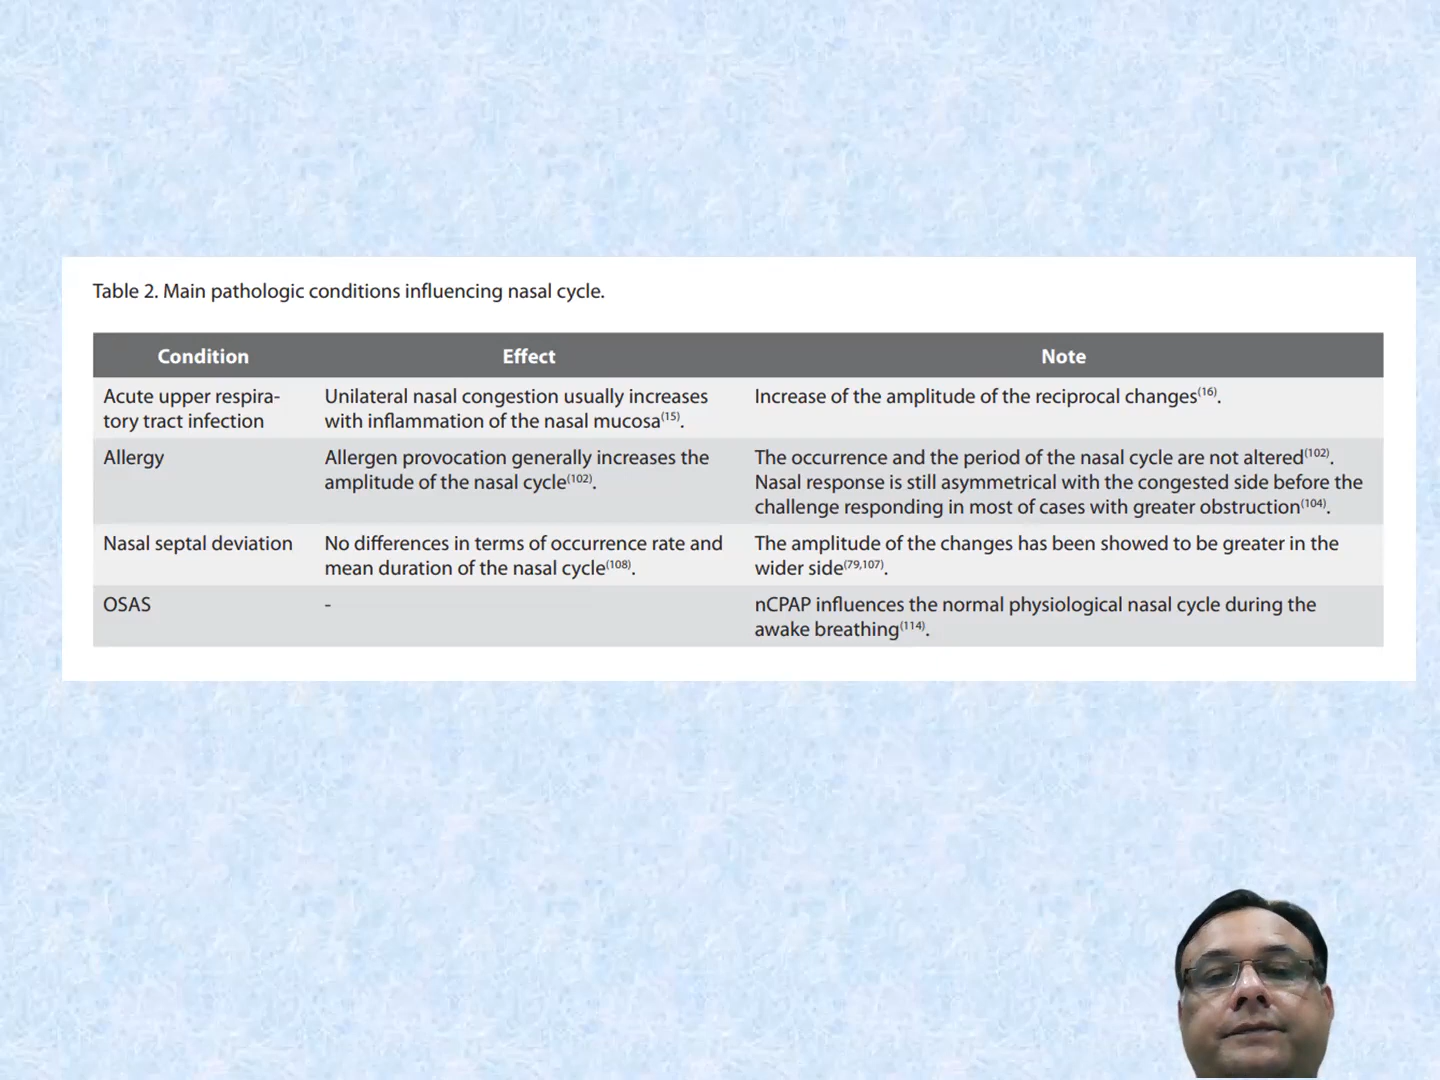 Table 2. Main pathologic conditions influencing nasal cycle.
Condition Effect Note
Acute upper respira-
tory tract infection
Unilateral nasal congestion usually increases
with inflammation of the nasal mucosa(15).
Increase of the amplitude of the reciprocal changes(16).
Allergy
Allergen provocation generally increases the
amplitude of the nasal cycle(102).
The occurrence and the period of the nasal cycle are not altered(102).
Nasal response is still asymmetrical with the congested side before the
challenge responding in most of cases with greater obstruction(104).
Nasal septal deviation
No differences in terms of occurrence rate and
mean duration of the nasal cycle(108).
The amplitude of the changes has been showed to be greater in the
wider side(79,107).
OSAS
-
nCPAP influences the normal physiological nasal cycle during the
awake breathing(114).